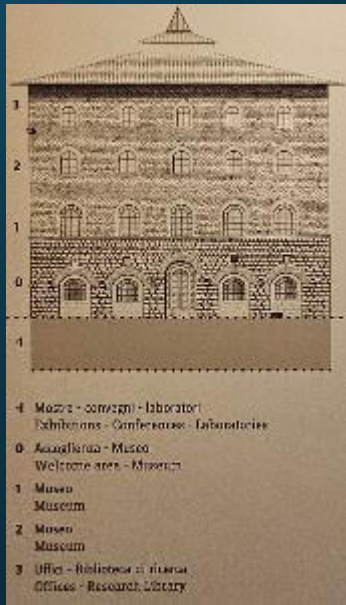 3
2
1
0
-1
-1 Mostre - convegni - laboratori
Exhibitions - Conferences - Laboratories
0 Accoglienza - Museo
Welcome area - Museum
1 Museo
Museum
2 Museo
Museum
3 Uffici - Biblioteca di ricerca
Offices - Research Library